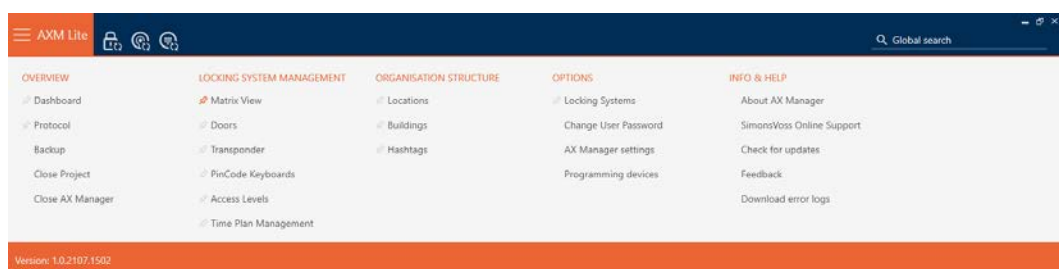 AXM Lite
Global search
OVERVIEW
Dashboard
Protocol
Backup
Close Project
Close AX Manager
LOCKING SYSTEM MANAGEMENT
Matrix View
Doors
Transponder
PinCode Keyboards
Access Levels
Time Plan Management
ORGANISATION STRUCTURE
Locations
Buildings
Hashtags
OPTIONS
Locking Systems
Change User Password
AX Manager settings
Programming devices
INFO & HELP
About AX Manager
SimonsVoss Online Support
Check for updates
Feedback
Download error logs
Version: 1.0.2107.1502